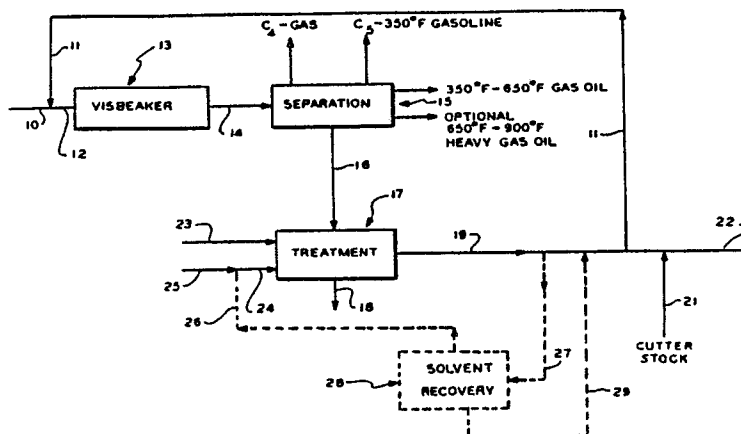 C4-GAS
C5-350°F GASOLINE
11
13
VISBEAKER
10
12
14
SEPARATION
350°F-650°F GAS OIL
15
OPTIONAL
650°F-900°F
HEAVY GAS OIL
11
16
17
23
TREATMENT
19
22
25
24
18
26
21
CUTTER
STOCK
27
28
SOLVENT
RECOVERY
29